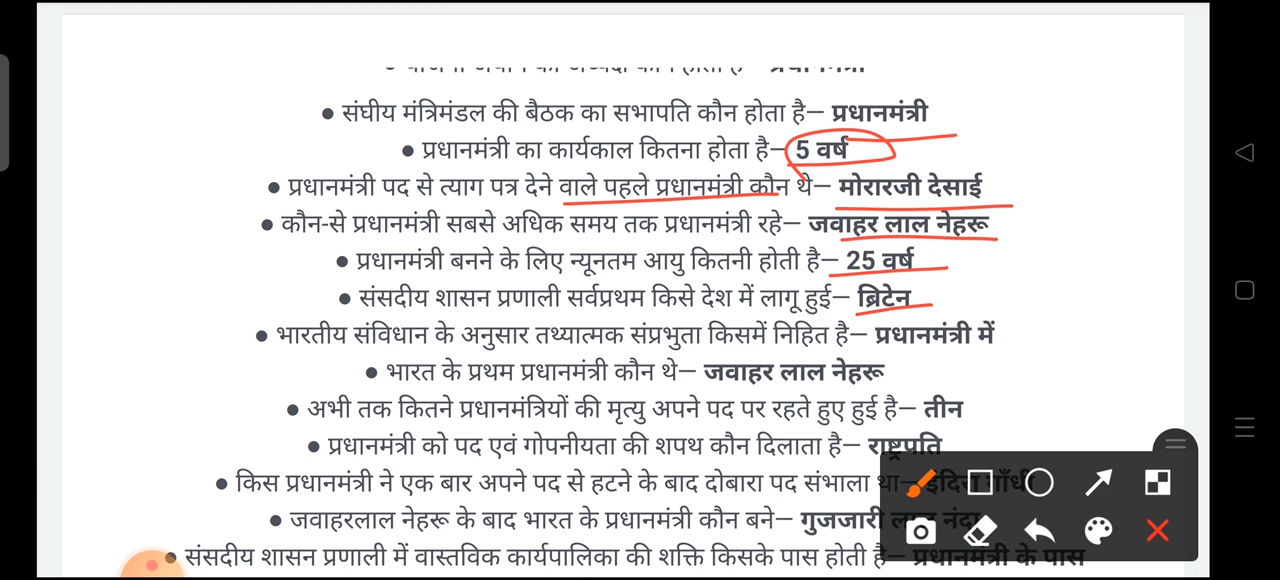 ● संघीय मंत्रिमंडल की बैठक का सभापति कौन होता है— प्रधानमंत्री
● प्रधानमंत्री का कार्यकाल कितना होता है— 5 वर्ष
● प्रधानमंत्री पद से त्याग पत्र देने वाले पहले प्रधानमंत्री कौन थे— मोरारजी देसाई
● कौन-से प्रधानमंत्री सबसे अधिक समय तक प्रधानमंत्री रहे— जवाहर लाल नेहरू
● प्रधानमंत्री बनने के लिए न्यूनतम आयु कितनी होती है— 25 वर्ष
● संसदीय शासन प्रणाली सर्वप्रथम किसे देश में लागू हुई— ब्रिटेन
● भारतीय संविधान के अनुसार तथ्यात्मक संप्रभुता किसमें निहित है— प्रधानमंत्री में
● भारत के प्रथम प्रधानमंत्री कौन थे— जवाहर लाल नेहरू
● अभी तक कितने प्रधानमंत्रियों की मृत्यु अपने पद पर रहते हुए हुई है— तीन
● प्रधानमंत्री को पद एवं गोपनीयता की शपथ कौन दिलाता है— राष्ट्रपति
● किस प्रधानमंत्री ने एक बार अपने पद से हटने के बाद दोबारा पद संभाला था— इंदिरा गाँधी
● जवाहरलाल नेहरू के बाद भारत के प्रधानमंत्री कौन बने— गुजजारी लाल नंदा
● संसदीय शासन प्रणाली में वास्तविक कार्यपालिका की शक्ति किसके पास होती है— प्रधानमंत्री के पास